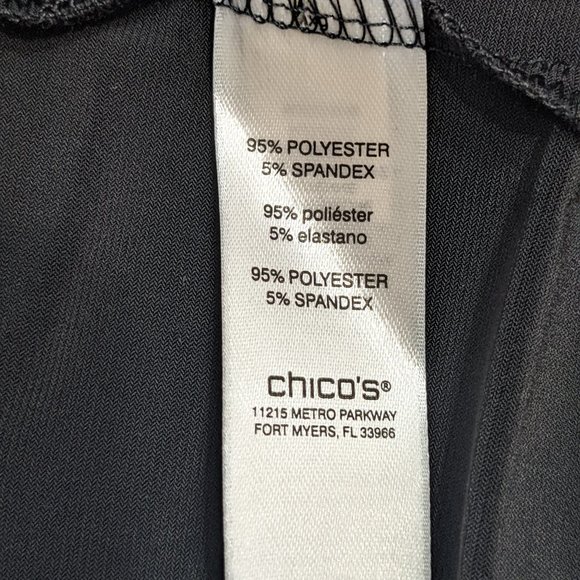 95% POLYESTER
5% SPANDEX
95% poliéster
5% elastano
95% POLYESTER
5% SPANDEX
chico's®
11215 METRO PARKWAY
FORT MYERS, FL 33966